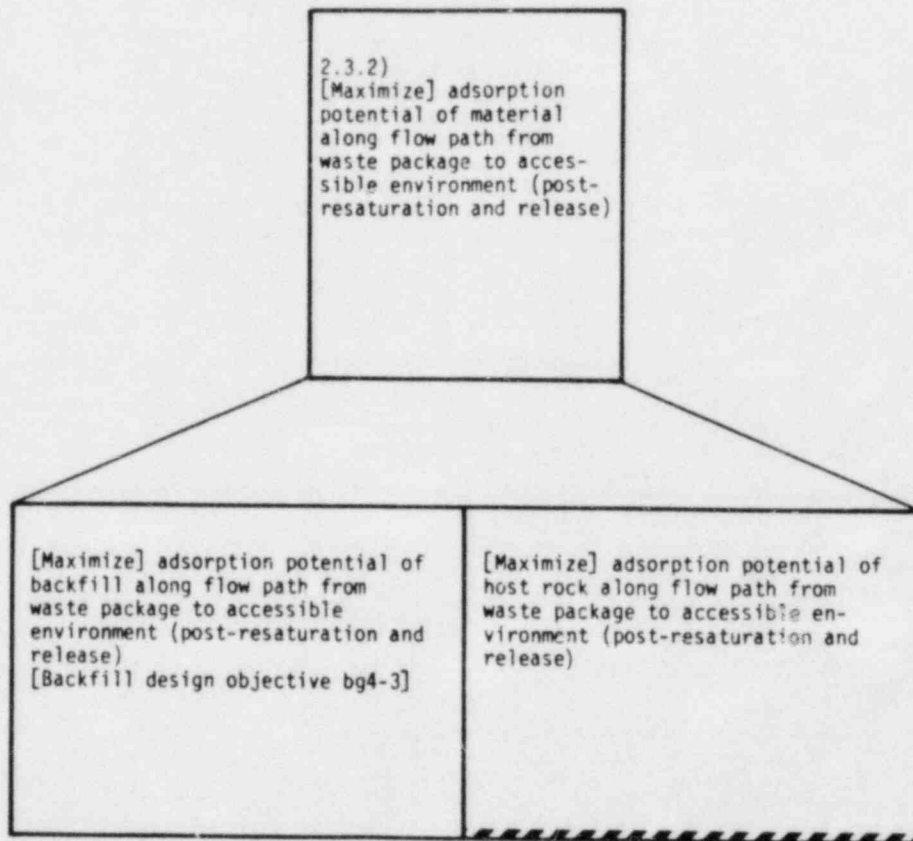 2.3.2)
[Maximize] adsorption
potential of material
along flow path from
waste package to acces-
sible environment (post-
resaturation and release)
[Maximize] adsorption potential of
backfill along flow path from
waste package to accessible
environment (post-resaturation and
release)
[Backfill design objective bg4-3]
[Maximize] adsorption potential of
host rock along flow path from
waste package to accessible en-
vironment (post-resaturation and
release)